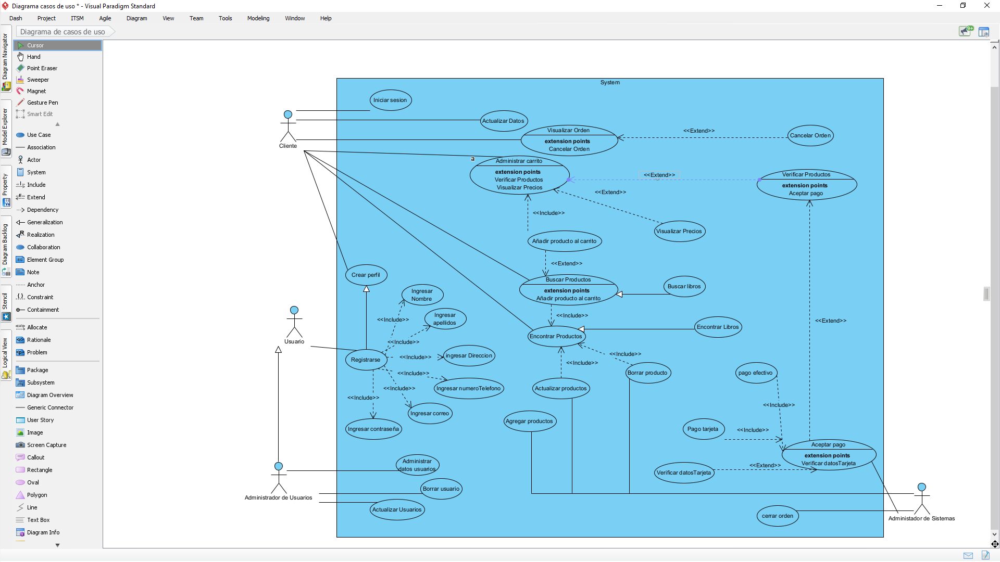 Diagrama casos de uso * - Visual Paradigm Standard
Dash
Project
ITSM
Agile
Diagram
View
Team
Tools
Modeling
Window
Help
Diagrama de casos de uso
9+
Diagram Navigator
Model Explorer
Property
Diagram Backlog
Stencil
Logical View
Cursor
Hand
Point Eraser
Sweeper
Magnet
Gesture Pen
Smart Edit
Use Case
Association
Actor
System
Include
Extend
Dependency
Generalization
Realization
Collaboration
Element Group
Note
Anchor
Constraint
Containment
Allocate
Rationale
Problem
Package
Subsystem
Diagram Overview
Generic Connector
User Story
Image
Screen Capture
Callout
Rectangle
Oval
Polygon
Line
Text Box
Diagram Info
System
Iniciar sesion
Cliente
Actualizar Datos
Visualizar Orden
extension points
Cancelar Orden
<<Extend>>
Cancelar Orden
a
Administrar carrito
extension points
Verificar Productos
Visualizar Precios
<<Extend>>
Verificar Productos
extension points
Aceptar pago
<<Extend>>
<<Include>>
Visualizar Precios
Añadir producto al carrito
<<Extend>>
Crear perfil
Buscar Productos
extension points
Añadir producto al carrito
Buscar libros
Ingresar
Nombre
<<Include>>
Ingresar
apellidos
<<Include>>
<<Include>>
Encontrar Libros
<<Extend>>
Usuario
Encontrar Productos
Registrarse
<<Include>>
ingresar Direccion
<<Include>>
<<Include>>
<<Include>>
Ingresar numeroTelefono
<<Include>>
<<Include>>
Ingresar correo
Ingresar contraseña
Borrar producto
Actualizar productos
Agregar productos
pago efectivo
<<Include>>
Pago tarjeta
<<Include>>
Aceptar pago
extension points
Verificar datosTarjeta
<<Extend>>
Verificar datosTarjeta
Administrar
datos usuarios
Borrar usuario
Administrador de Usuarios
Actualizar Usuarios
cerrar orden
Administador de Sistemas